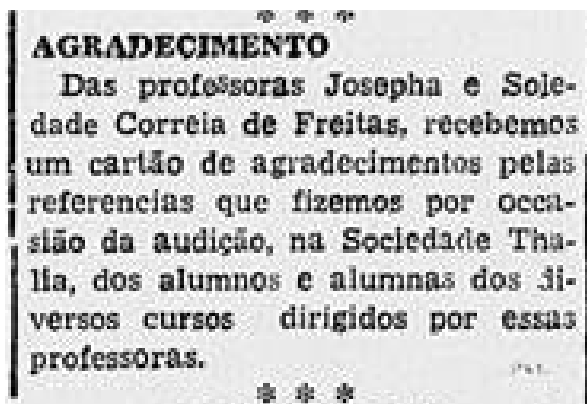 * * *
AGRADECIMENTO
Das professoras Josepha e Sole-
dade Correia de Freitas, recebemos
um cartão de agradecimentos pelas
referencias que fizemos por occa-
sião da audição, na Sociedade Tha-
lia, dos alumnos e alumnas dos di-
versos cursos dirigidos por essas
professoras.
* * *